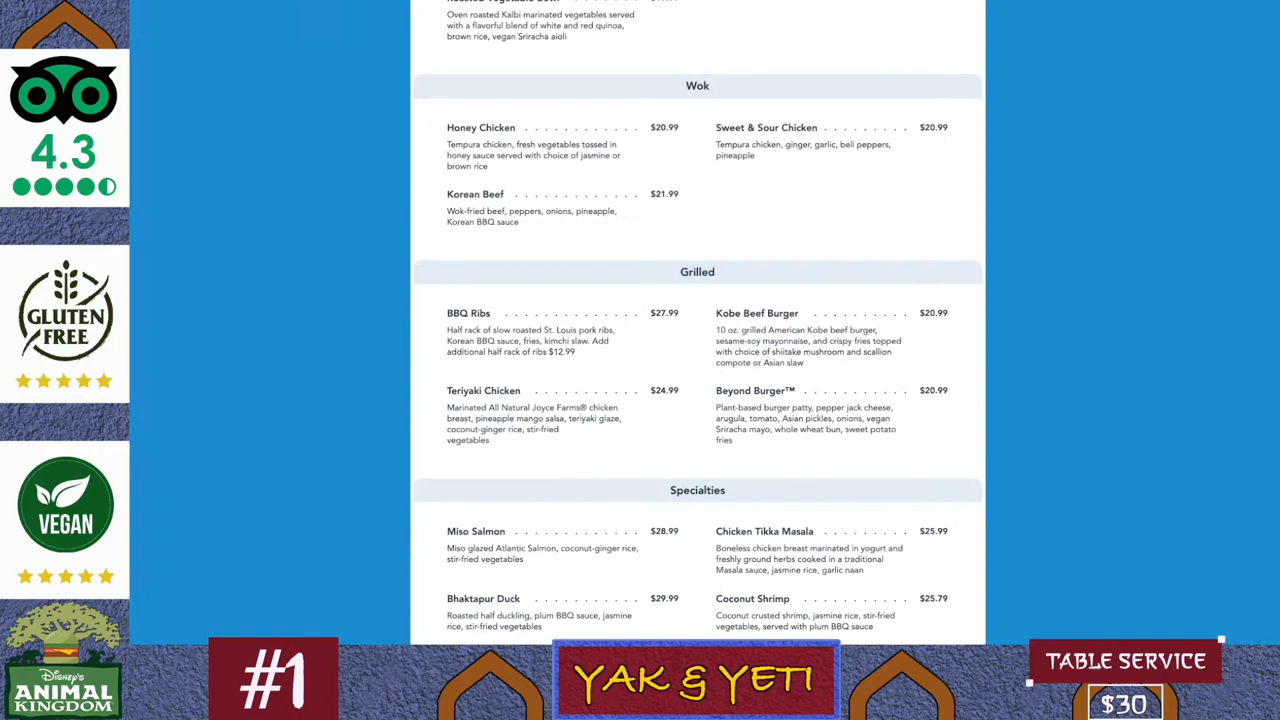 Oven roasted Kalbi marinated vegetables served
with a flavorful blend of white and red quinoa,
brown rice, vegan Sriracha aioli
Wok
Honey Chicken . . . . . . . . . . . . $20.99
Tempura chicken, fresh vegetables tossed in
honey sauce served with choice of jasmine or
brown rice
Sweet & Sour Chicken . . . . . . . . . $20.99
Tempura chicken, ginger, garlic, bell peppers,
pineapple
Korean Beef . . . . . . . . . . . . . $21.99
Wok-fried beef, peppers, onions, pineapple,
Korean BBQ sauce
Grilled
BBQ Ribs . . . . . . . . . . . . . . $27.99
Half rack of slow roasted St. Louis pork ribs,
Korean BBQ sauce, fries, kimchi slaw. Add
additional half rack of ribs $12.99
Kobe Beef Burger . . . . . . . . . . $20.99
10 oz. grilled American Kobe beef burger,
sesame-soy mayonnaise, and crispy fries topped
with choice of shiitake mushroom and scallion
compote or Asian slaw
Teriyaki Chicken . . . . . . . . . . . $24.99
Marinated All Natural Joyce Farms® chicken
breast, pineapple mango salsa, teriyaki glaze,
coconut-ginger rice, stir-fried
vegetables
Beyond Burger™ . . . . . . . . . . . $20.99
Plant-based burger patty, pepper jack cheese,
arugula, tomato, Asian pickles, onions, vegan
Sriracha mayo, whole wheat bun, sweet potato
fries
Specialties
Miso Salmon . . . . . . . . . . . . . $28.99
Miso glazed Atlantic Salmon, coconut-ginger rice,
stir-fried vegetables
Chicken Tikka Masala . . . . . . . . . $25.99
Boneless chicken breast marinated in yogurt and
freshly ground herbs cooked in a traditional
Masala sauce, jasmine rice, garlic naan
Bhaktapur Duck . . . . . . . . . . . $29.99
Roasted half duckling, plum BBQ sauce, jasmine
rice, stir-fried vegetables
Coconut Shrimp . . . . . . . . . . . $25.79
Coconut crusted shrimp, jasmine rice, stir-fried
vegetables, served with plum BBQ sauce
4.3
GLUTEN
FREE
VEGAN
Disney's
ANIMAL
KINGDOM
#1
YAK & YETI
TABLE SERVICE
$30